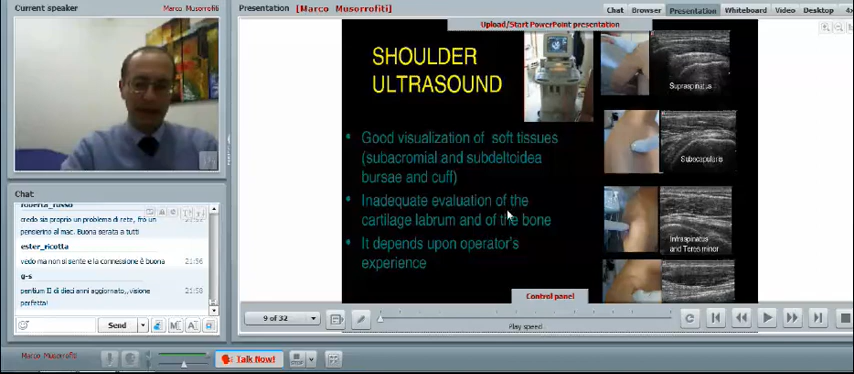 Current speaker
Marco Musorrofiti
Presentation
[Marco Musorrofiti]
Chat
Browser
Presentation
Whiteboard
Video
Desktop
4x
Upload/Start PowerPoint presentation
SHOULDER
ULTRASOUND
Good visualization of soft tissues
(subacromial and subdeltoidea
bursae and cuff)
Inadequate evaluation of the
cartilage labrum and of the bone
It depends upon operator's
experience
Supraspinatus
Subscapularis
Infraspinatus
and Teres minor
Chat
roberta_russo
credo sia proprio un problema di rete, fro un
pensierino al mac. Buona serata a tutti
ester_ricotta
vedo ma non si sente e la connessione è buona
21:56
g-s
pentium II di dieci anni aggiornato,.visione
21:58
perfetta!
Send
Control panel
9 of 32
Play speed
Marco Musorrofiti
Talk Now!